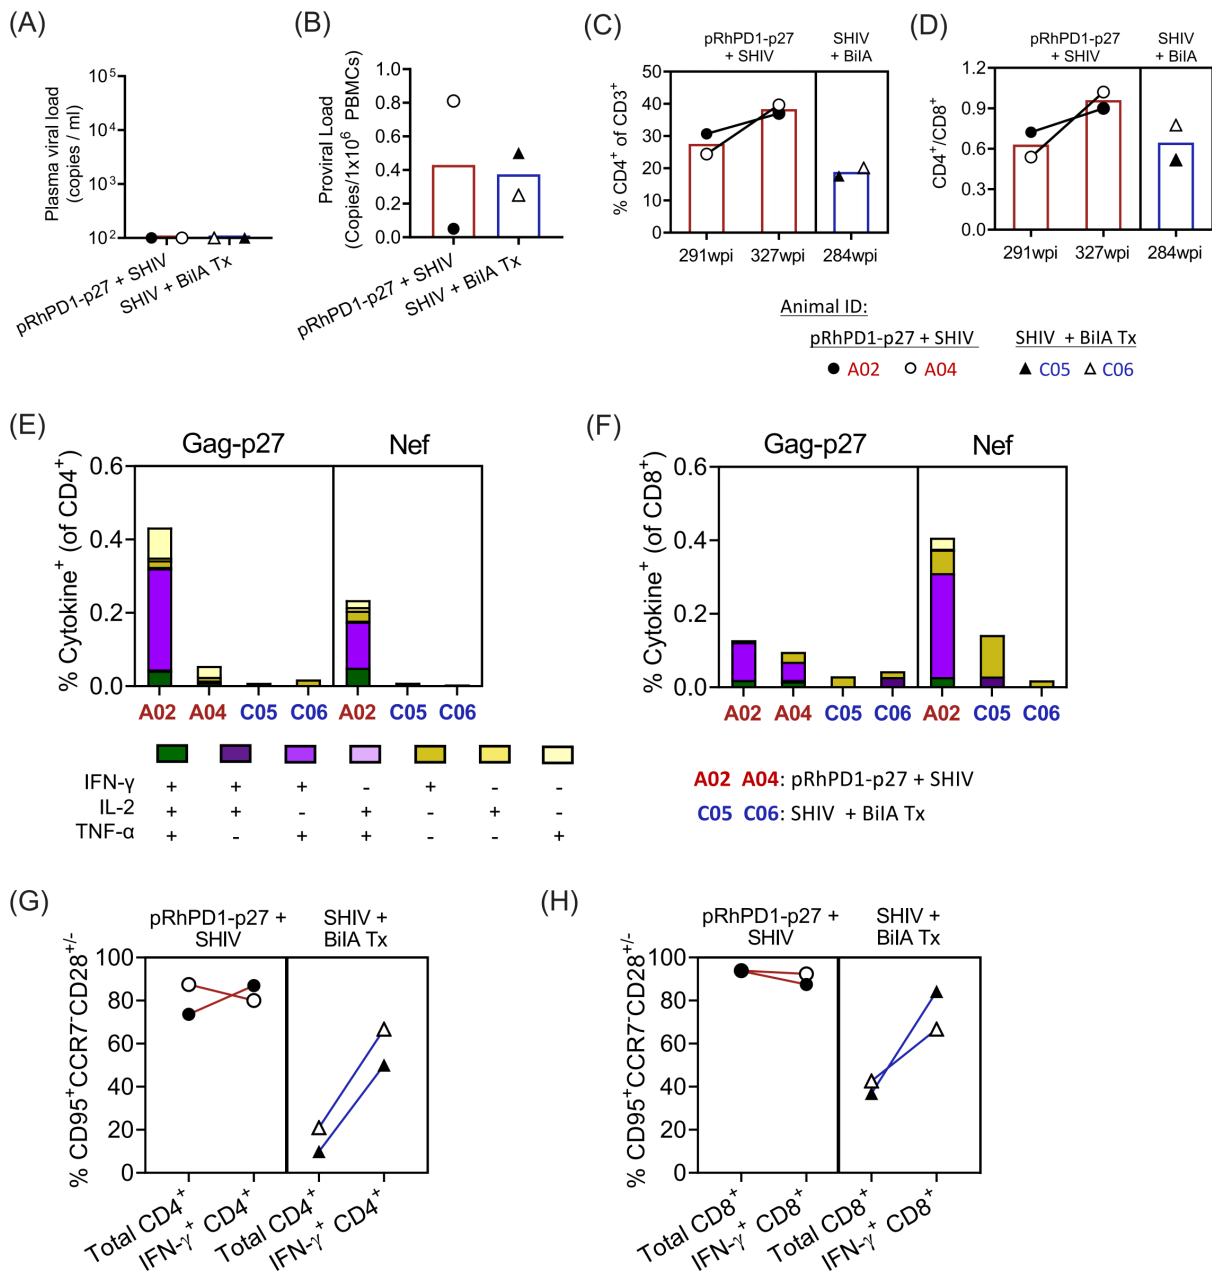 (A)
Plasma viral load
(copies / ml)
10⁵
10⁴
10³
10²
pRhPD1-p27 + SHIV
SHIV + BilA Tx
(B)
Proviral Load
(Copies/1x10⁶ PBMCs)
1.0
0.8
0.6
0.4
0.2
0.0
pRhPD1-p27 + SHIV
SHIV + BilA Tx
(C)
pRhPD1-p27
+ SHIV
SHIV
+ BilA
% CD4⁺ of CD3⁺
50
40
30
20
10
0
291wpi
327wpi
284wpi
(D)
pRhPD1-p27
+ SHIV
SHIV
+ BilA
CD4⁺/CD8⁺
1.2
0.9
0.6
0.3
0.0
291wpi
327wpi
284wpi
Animal ID:
pRhPD1-p27 + SHIV
SHIV + BilA Tx
A02
A04
C05
C06
(E)
Gag-p27
Nef
% Cytokine⁺ (of CD4⁺)
0.6
0.4
0.2
0.0
A02 A04 C05 C06 A02 C05 C06
IFN-γ + + + - + - -
IL-2 + + - + - + -
TNF-α + - + + - - +
(F)
Gag-p27
Nef
% Cytokine⁺ (of CD8⁺)
0.6
0.4
0.2
0.0
A02 A04 C05 C06 A02 C05 C06
A02 A04: pRhPD1-p27 + SHIV
C05 C06: SHIV + BilA Tx
(G)
pRhPD1-p27 +
SHIV
SHIV +
BilA Tx
% CD95⁺CCR7⁻CD28⁺/⁻
100
80
60
40
20
0
Total CD4⁺
IFN-γ⁺ CD4⁺
Total CD4⁺
IFN-γ⁺ CD4⁺
(H)
pRhPD1-p27 +
SHIV
SHIV +
BilA Tx
% CD95⁺CCR7⁻CD28⁺/⁻
100
80
60
40
20
0
Total CD8⁺
IFN-γ⁺ CD8⁺
Total CD8⁺
IFN-γ⁺ CD8⁺